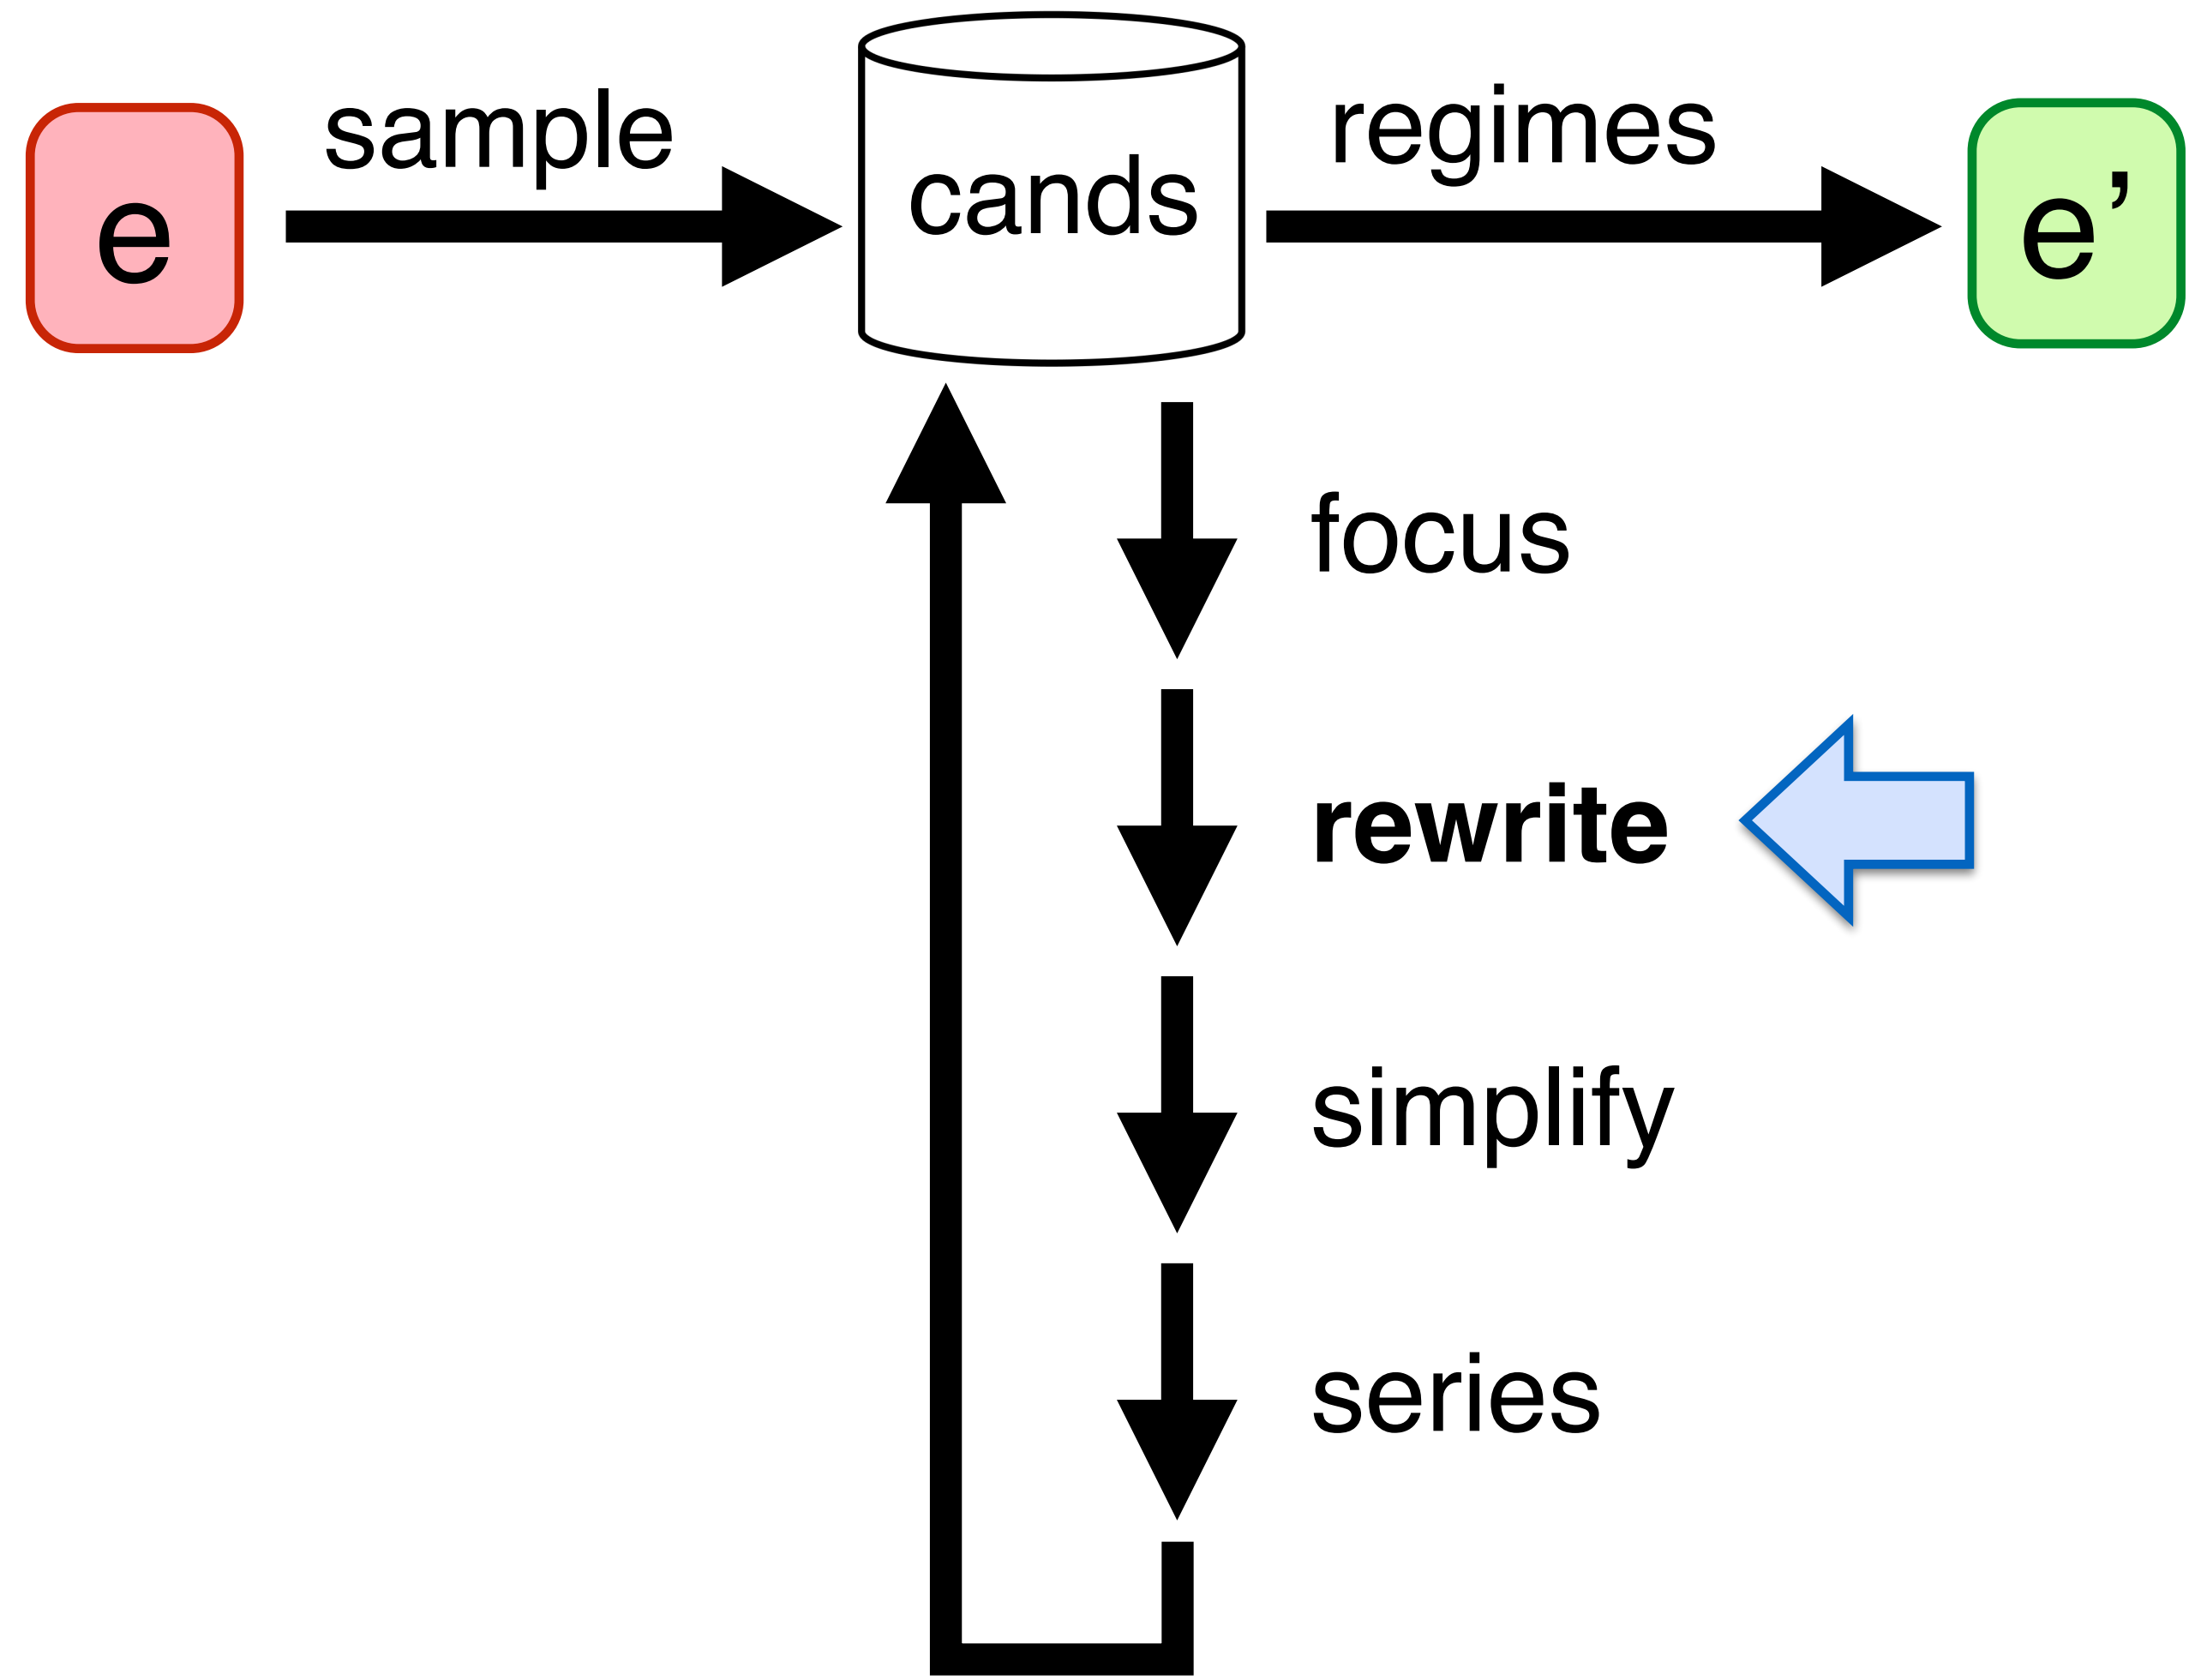 sample
regimes
e
cands
e’
focus
rewrite
simplify
series